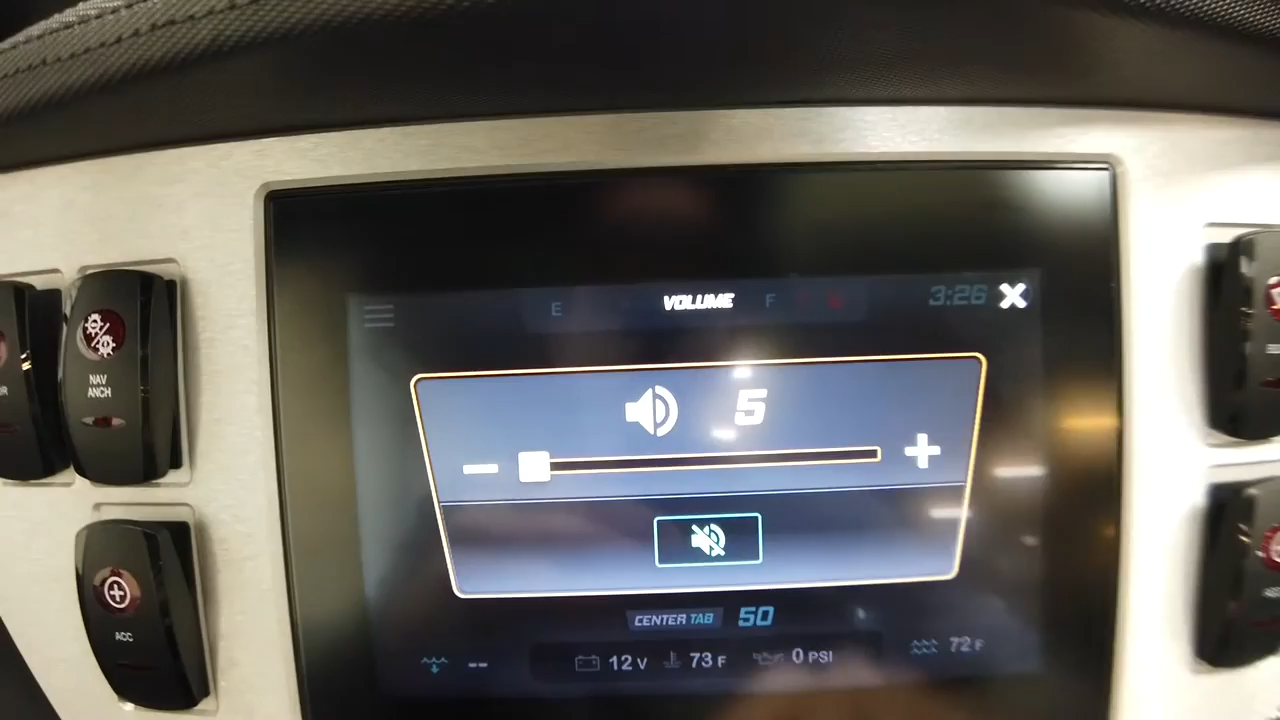 E VOLUME F 3:26
5
NAV
ANCH
CENTER TAB 50
-- 12 V 73 F 0 PSI 72 F
ACC